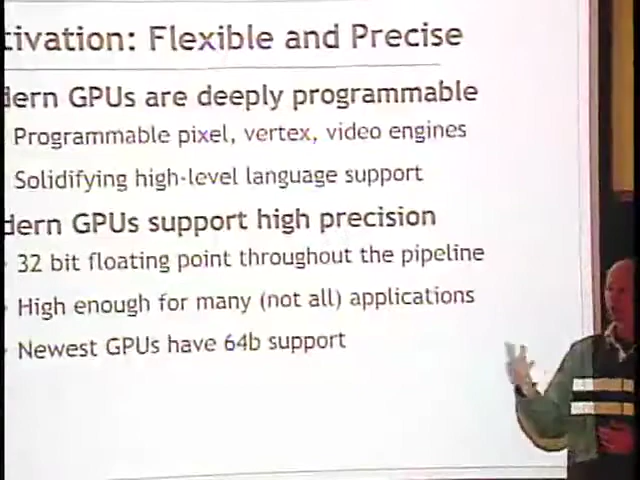 tivation: Flexible and Precise
dern GPUs are deeply programmable
Programmable pixel, vertex, video engines
Solidifying high-level language support
dern GPUs support high precision
32 bit floating point throughout the pipeline
High enough for many (not all) applications
Newest GPUs have 64b support